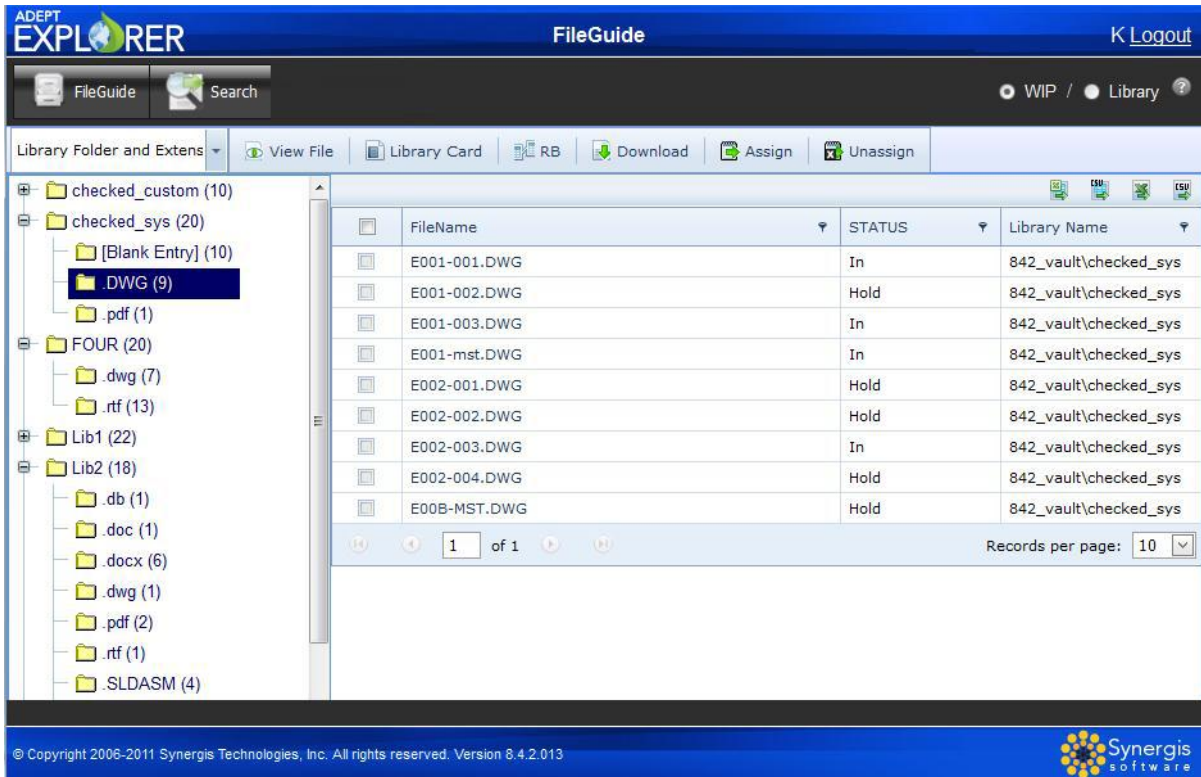 ADEPT
EXPLORER
FileGuide
K Logout
FileGuide
Search
WIP / Library ?
Library Folder and Extens
View File
Library Card
RB
Download
Assign
Unassign
checked_custom (10)
checked_sys (20)
[Blank Entry] (10)
.DWG (9)
.pdf (1)
FOUR (20)
.dwg (7)
.rtf (13)
Lib1 (22)
Lib2 (18)
.db (1)
.doc (1)
.docx (6)
.dwg (1)
.pdf (2)
.rtf (1)
.SLDASM (4)
CSV
CSV
FileName STATUS Library Name
E001-001.DWG In 842_vault\checked_sys
E001-002.DWG Hold 842_vault\checked_sys
E001-003.DWG In 842_vault\checked_sys
E001-mst.DWG In 842_vault\checked_sys
E002-001.DWG Hold 842_vault\checked_sys
E002-002.DWG Hold 842_vault\checked_sys
E002-003.DWG In 842_vault\checked_sys
E002-004.DWG Hold 842_vault\checked_sys
E00B-MST.DWG Hold 842_vault\checked_sys
1 of 1
Records per page: 10
© Copyright 2006-2011 Synergis Technologies, Inc. All rights reserved. Version 8.4.2.013
Synergis
software